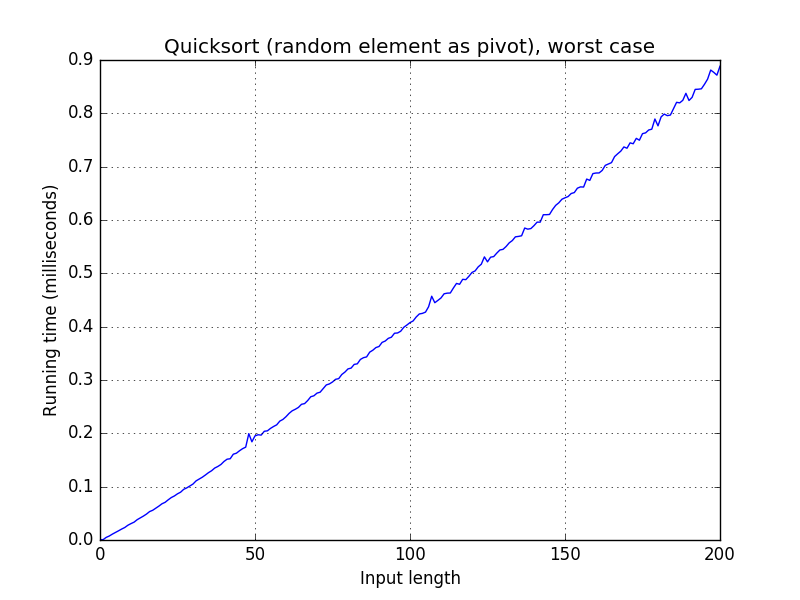 Quicksort (random element as pivot), worst case
Running time (milliseconds)
0.9
0.8
0.7
0.6
0.5
0.4
0.3
0.2
0.1
0.0
0 50 100 150 200
Input length